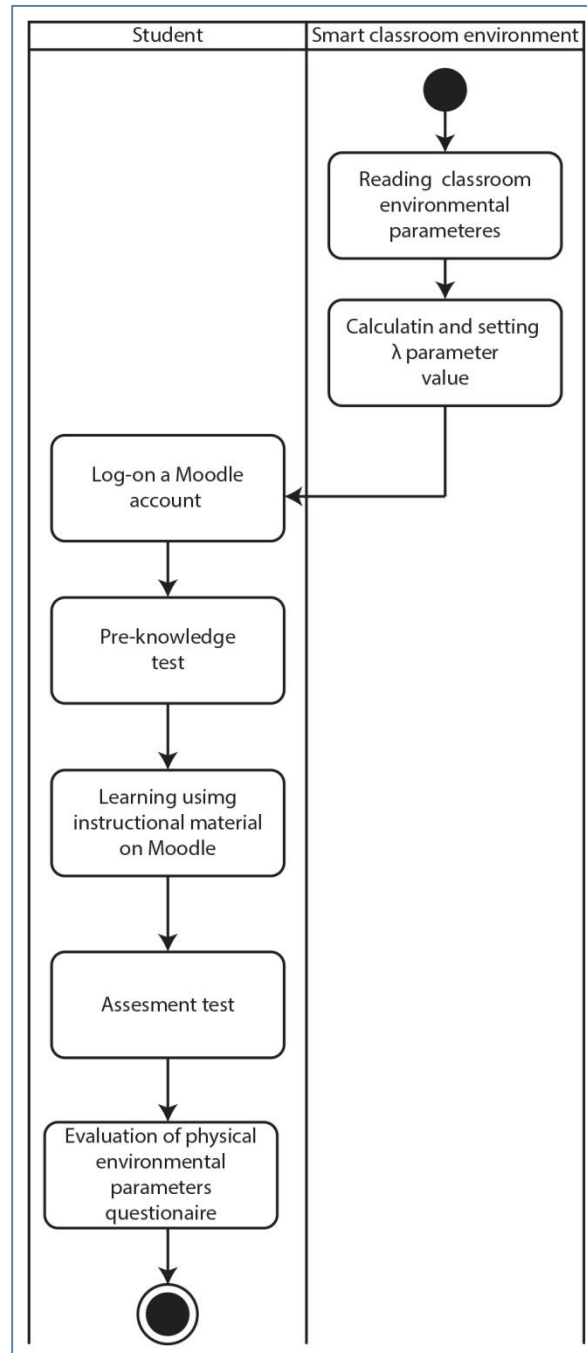 Student
Smart classroom environment
Reading classroom
environmental
parameteres
Calculatin and setting
λ parameter
value
Log-on a Moodle
account
Pre-knowledge
test
Learning usimg
instructional material
on Moodle
Assesment test
Evaluation of physical
environmental
parameters
questionaire